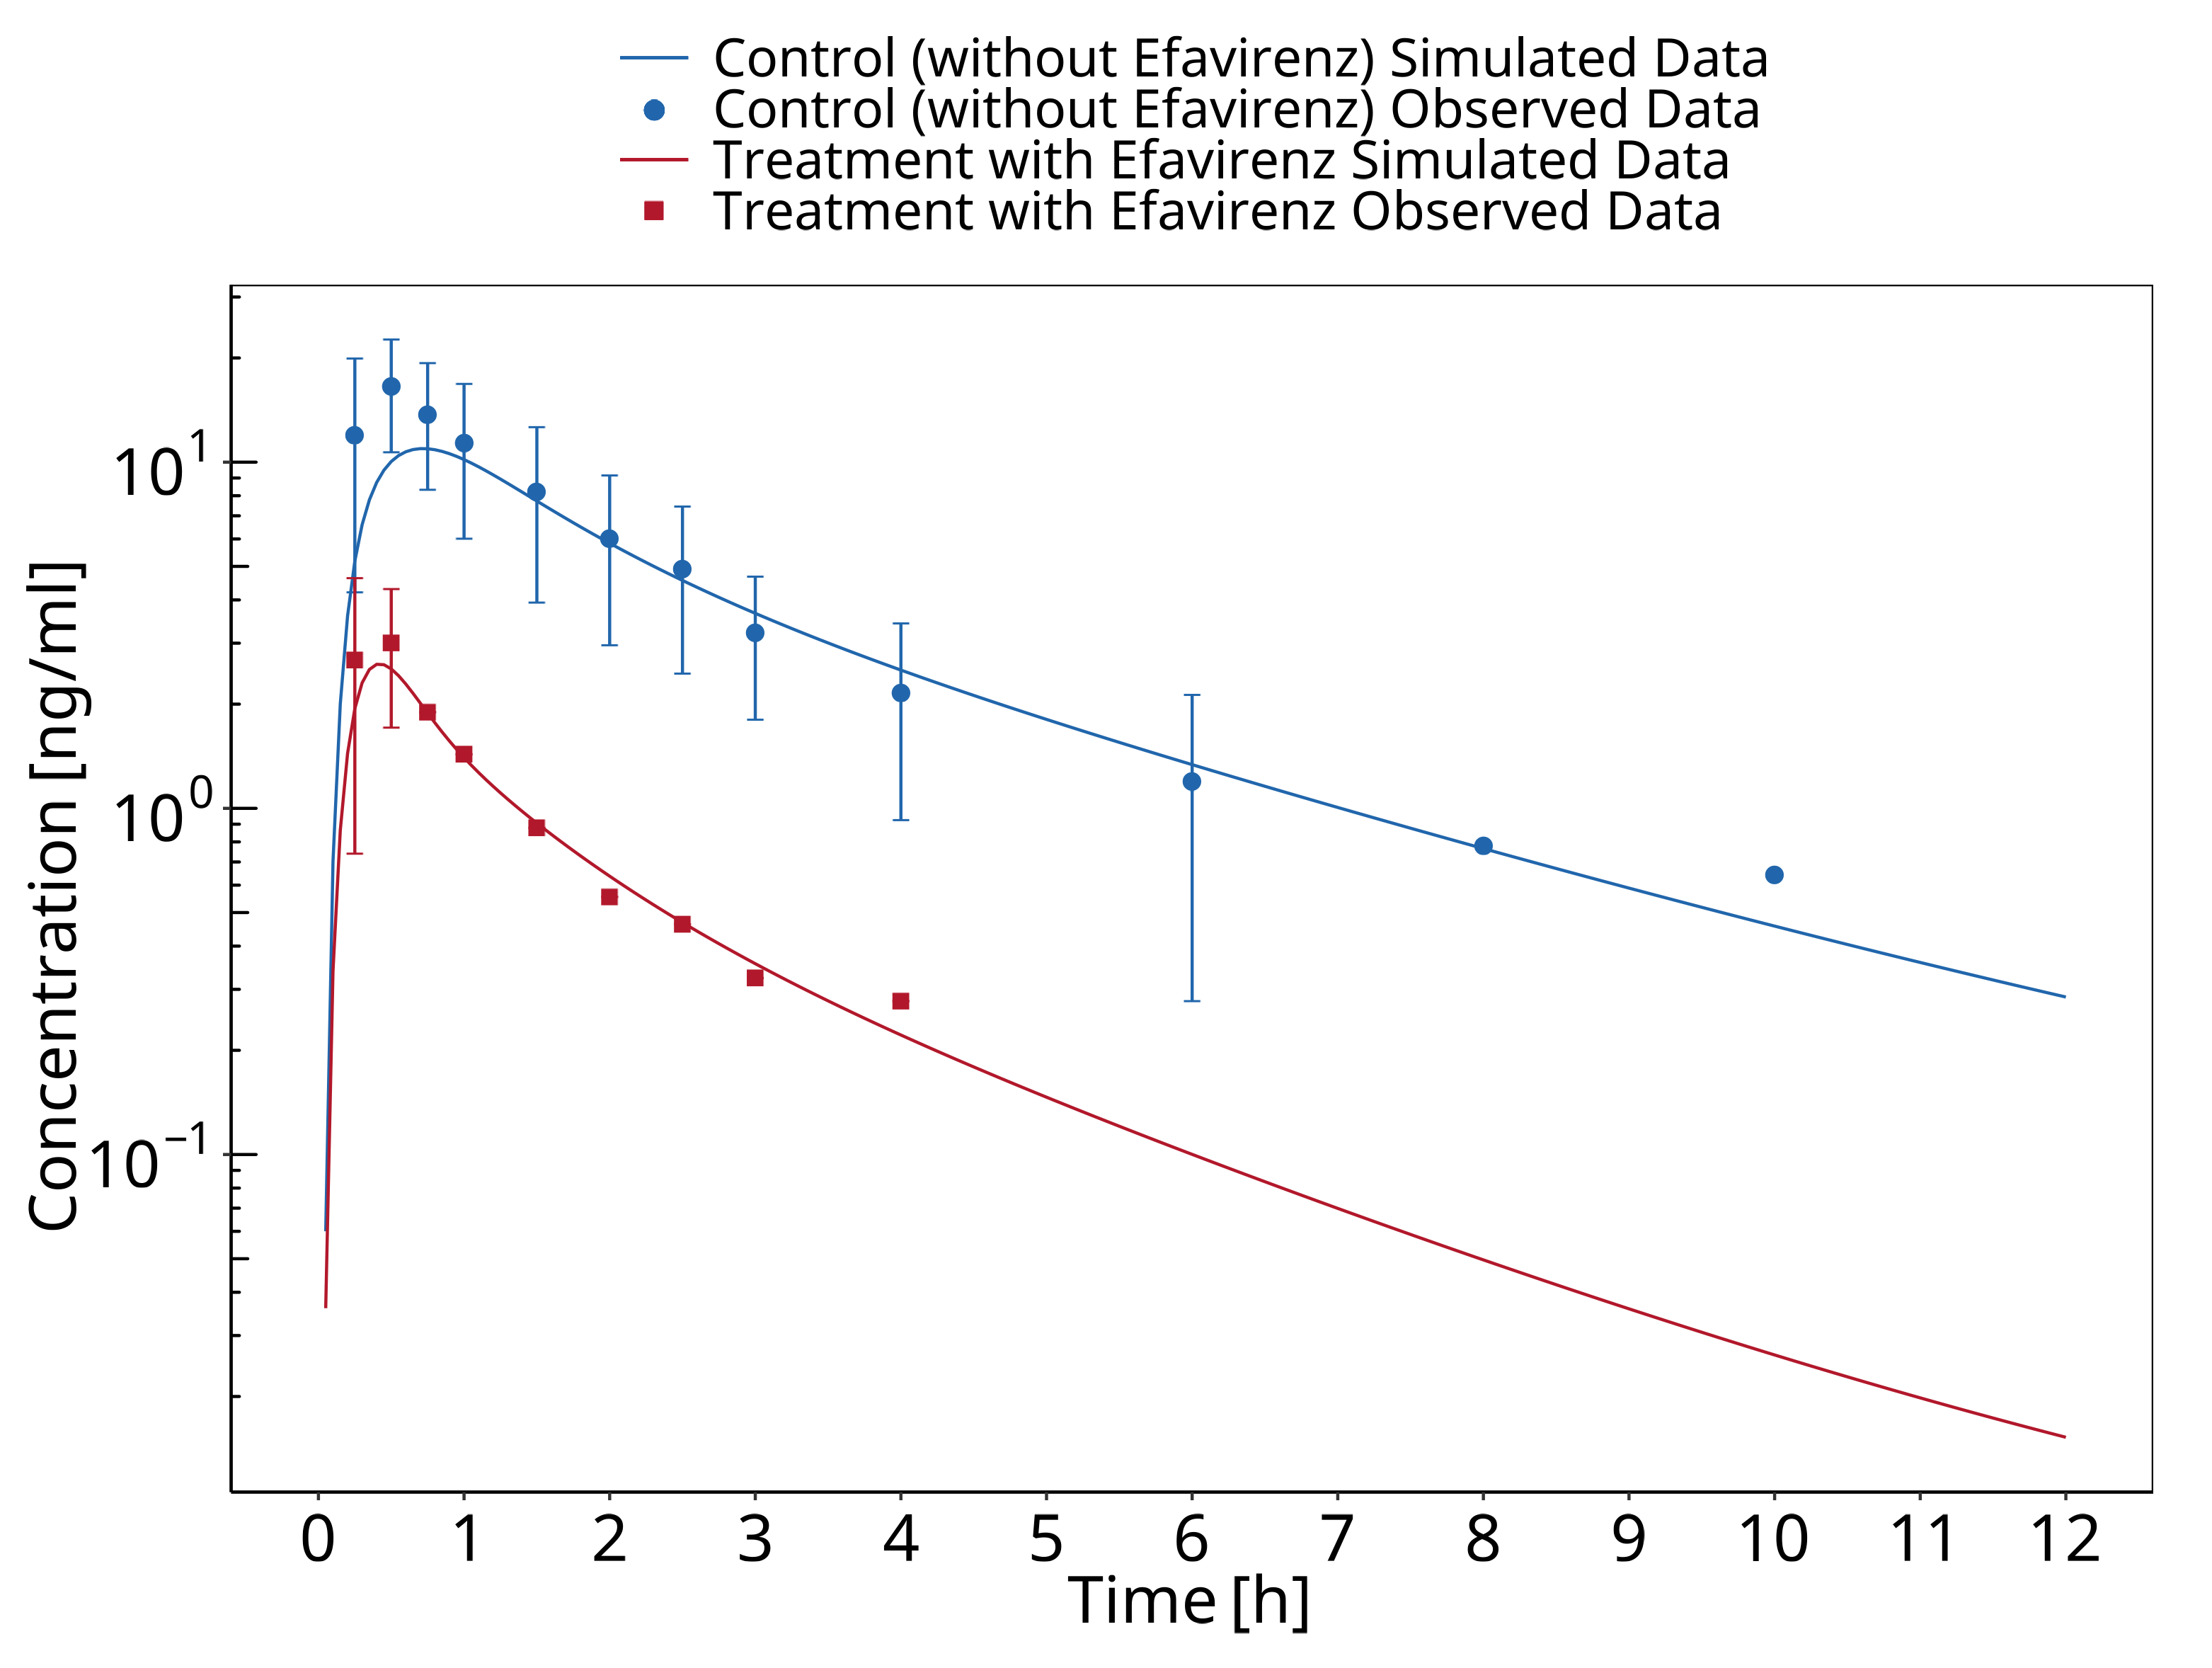 Control (without Efavirenz) Simulated Data
Control (without Efavirenz) Observed Data
Treatment with Efavirenz Simulated Data
Treatment with Efavirenz Observed Data
Concentration [ng/ml]
10¹
10⁰
10⁻¹
0 1 2 3 4 5 6 7 8 9 10 11 12
Time [h]